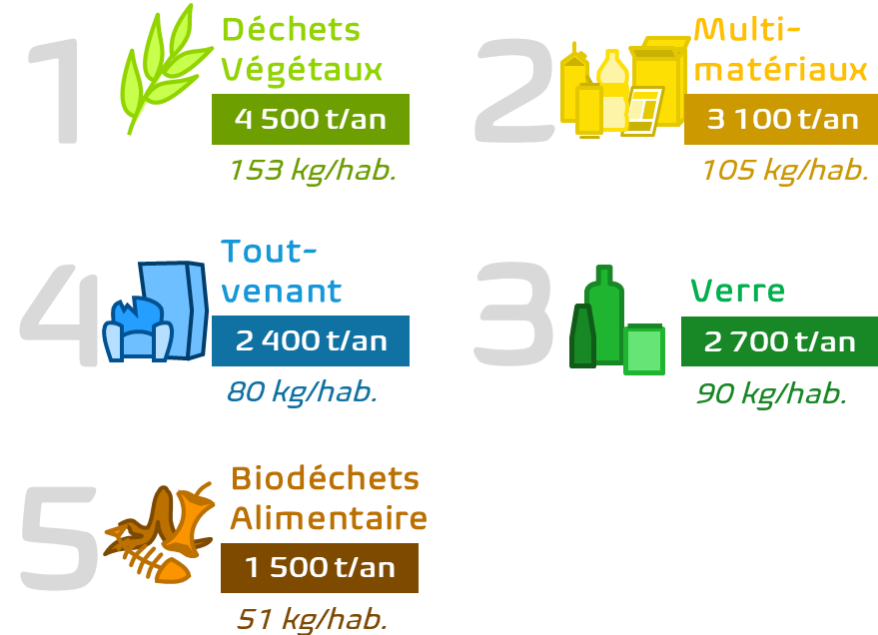 1
Déchets
Végétaux
4 500 t/an
153 kg/hab.
2
Multi-
matériaux
3 100 t/an
105 kg/hab.
4
Tout-
venant
2 400 t/an
80 kg/hab.
3
Verre
2 700 t/an
90 kg/hab.
5
Biodéchets
Alimentaire
1 500 t/an
51 kg/hab.